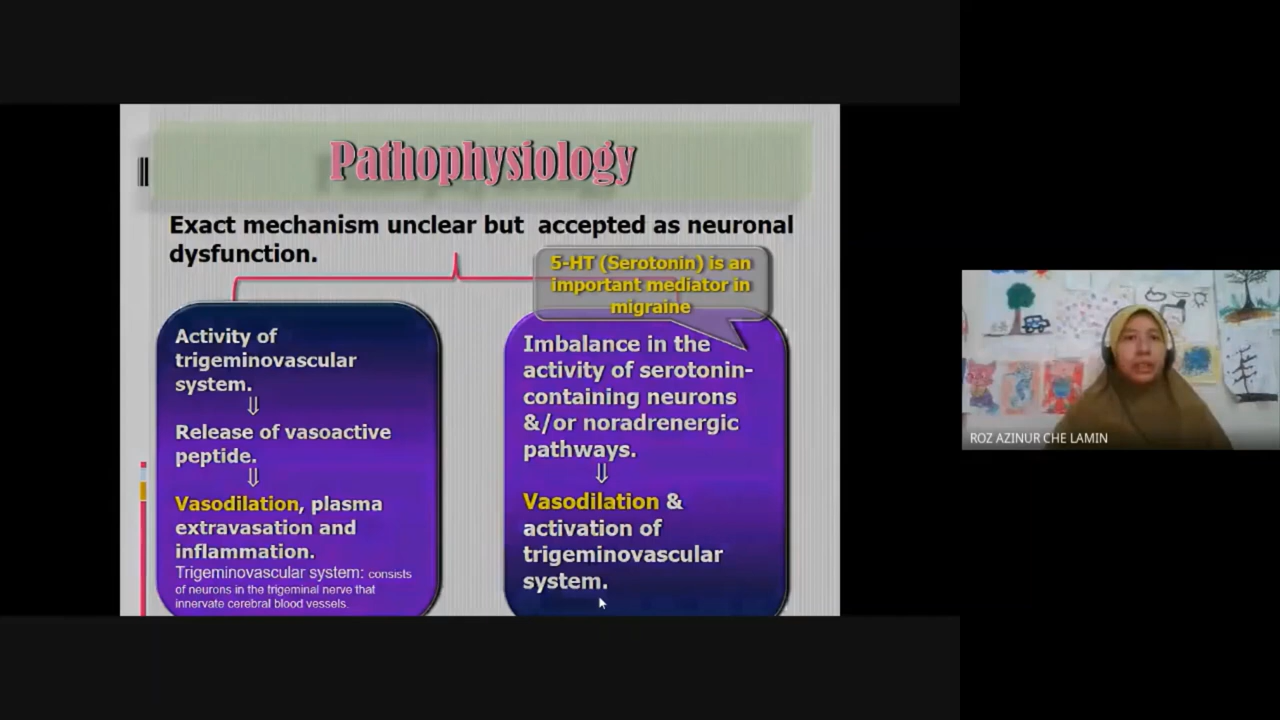 Pathophysiology
Exact mechanism unclear but accepted as neuronal
dysfunction.
5-HT (Serotonin) is an
important mediator in
migraine
Activity of
trigeminovascular
system.
⇓
Release of vasoactive
peptide.
⇓
Vasodilation, plasma
extravasation and
inflammation.
Trigeminovascular system: consists
of neurons in the trigeminal nerve that
innervate cerebral blood vessels.
Imbalance in the
activity of serotonin-
containing neurons
&/or noradrenergic
pathways.
⇓
Vasodilation &
activation of
trigeminovascular
system.
ROZ AZINUR CHE LAMIN